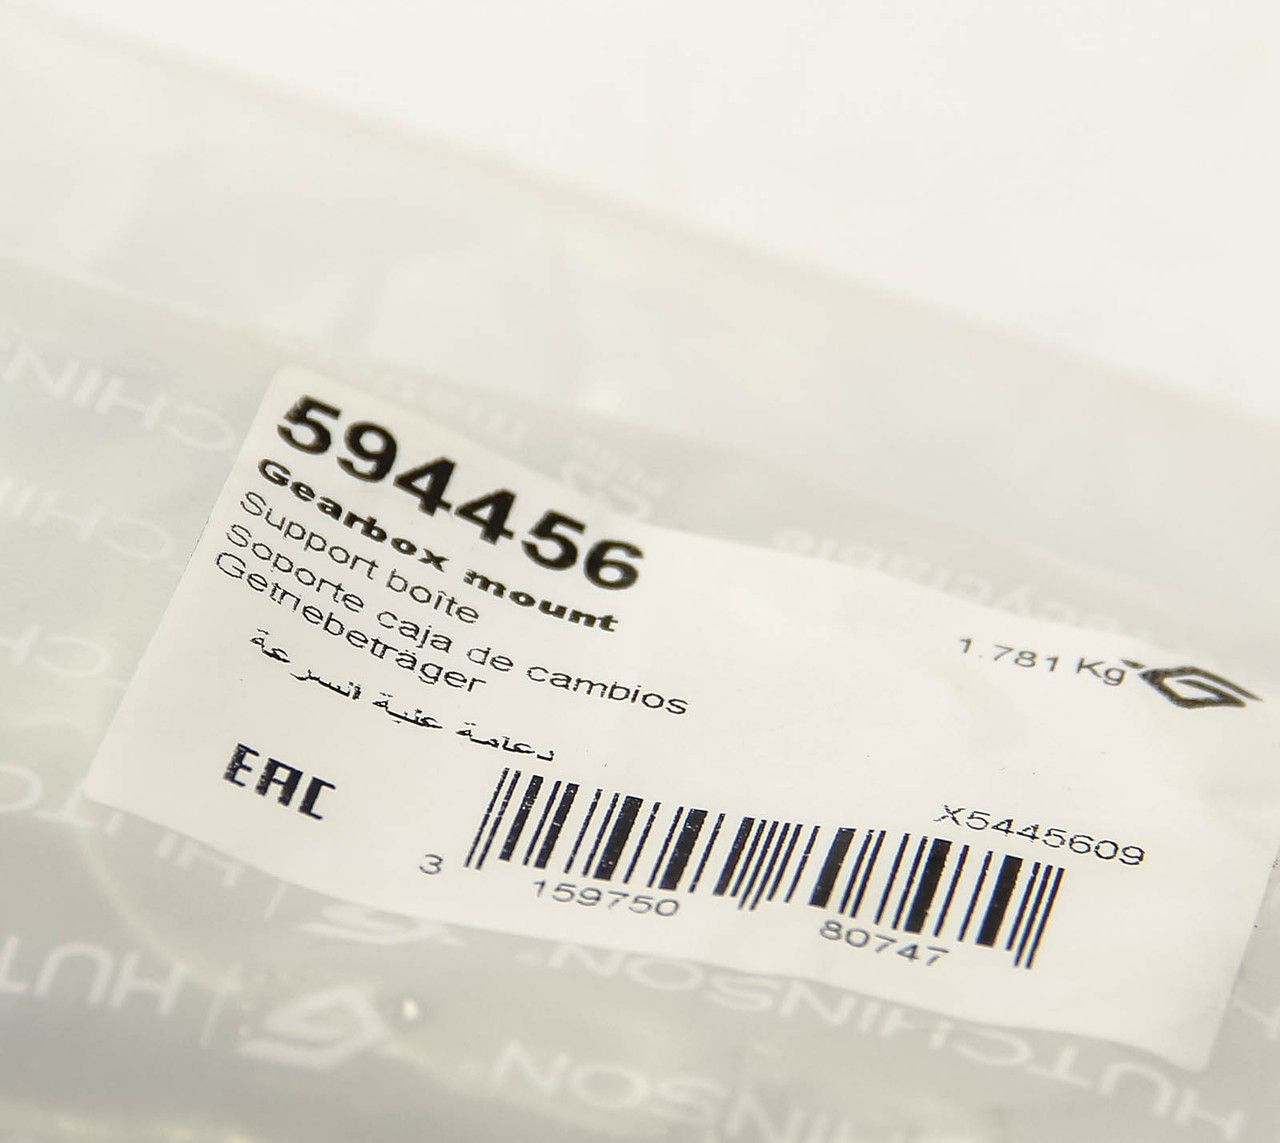 594456
Gearbox mount
Support boîte
Soporte caja de cambios
Getriebeträger
دعامة علبة السرعة
1.781 Kg
EAC
X5445609
3 159750 80747
HUTCHINSON
HINSON